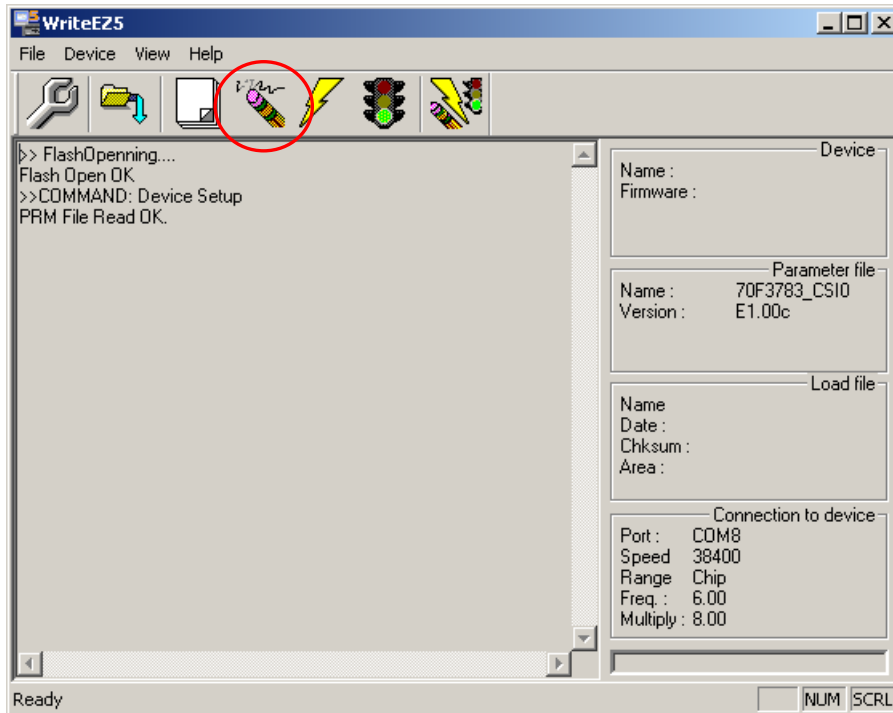 WriteEZ5
File Device View Help
>> FlashOpenning....
Flash Open OK
>>COMMAND: Device Setup
PRM File Read OK.
Device
Name :
Firmware :
Parameter file
Name : 70F3783_CSI0
Version : E1.00c
Load file
Name
Date :
Chksum :
Area :
Connection to device
Port : COM8
Speed 38400
Range Chip
Freq. : 6.00
Multiply : 8.00
Ready
NUM SCRL